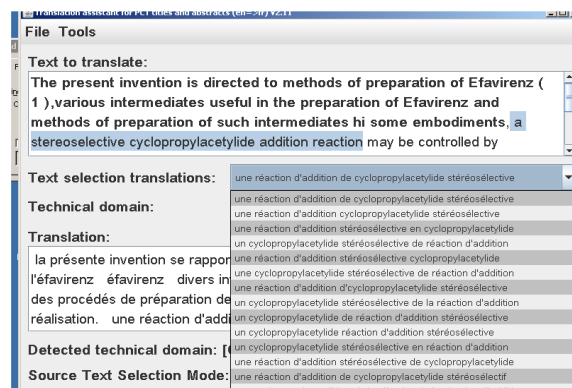 Translation assistant for PCT titles and abstracts (en->fr) v2.11
File Tools
Text to translate:
The present invention is directed to methods of preparation of Efavirenz (
1 ),various intermediates useful in the preparation of Efavirenz and
methods of preparation of such intermediates hi some embodiments, a
stereoselective cyclopropylacetylide addition reaction may be controlled by
Text selection translations:
une réaction d'addition de cyclopropylacetylide stéréosélective
une réaction d'addition de cyclopropylacetylide stéréosélective
une réaction d'addition cyclopropylacetylide stéréosélective
une réaction d'addition stéréosélective en cyclopropylacetylide
un cyclopropylacetylide stéréosélective de réaction d'addition
une réaction d'addition stéréosélective cyclopropylacetylide
une cyclopropylacetylide stéréosélective de réaction d'addition
une réaction d'addition d'cyclopropylacetylide stéréosélective
un cyclopropylacetylide stéréosélective de la réaction d'addition
une cyclopropylacetylide de réaction d'addition stéréosélective
un cyclopropylacetylide réaction d'addition stéréosélective
un cyclopropylacetylide stéréosélective en réaction d'addition
une réaction d'addition stéréosélective de cyclopropylacetylide
une réaction d'addition de cyclopropylacetylide stéréosélectif
Technical domain:
Translation:
la présente invention se rappor
l'éfavirenz éfavirenz divers in
des procédés de préparation de
réalisation. une réaction d'addi
Detected technical domain: [
Source Text Selection Mode: